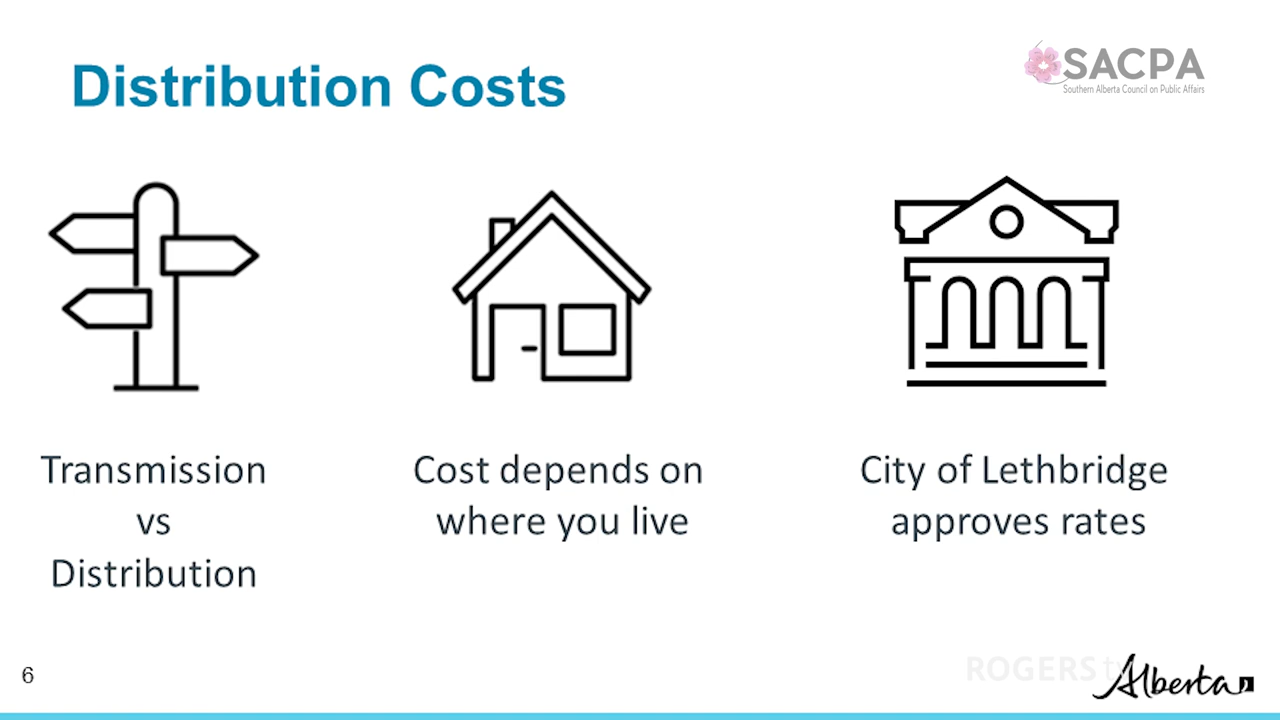 Distribution Costs
SACPA
Southern Alberta Council on Public Affairs
Transmission
vs
Distribution
Cost depends on
where you live
City of Lethbridge
approves rates
6
ROGERS tv
Alberta